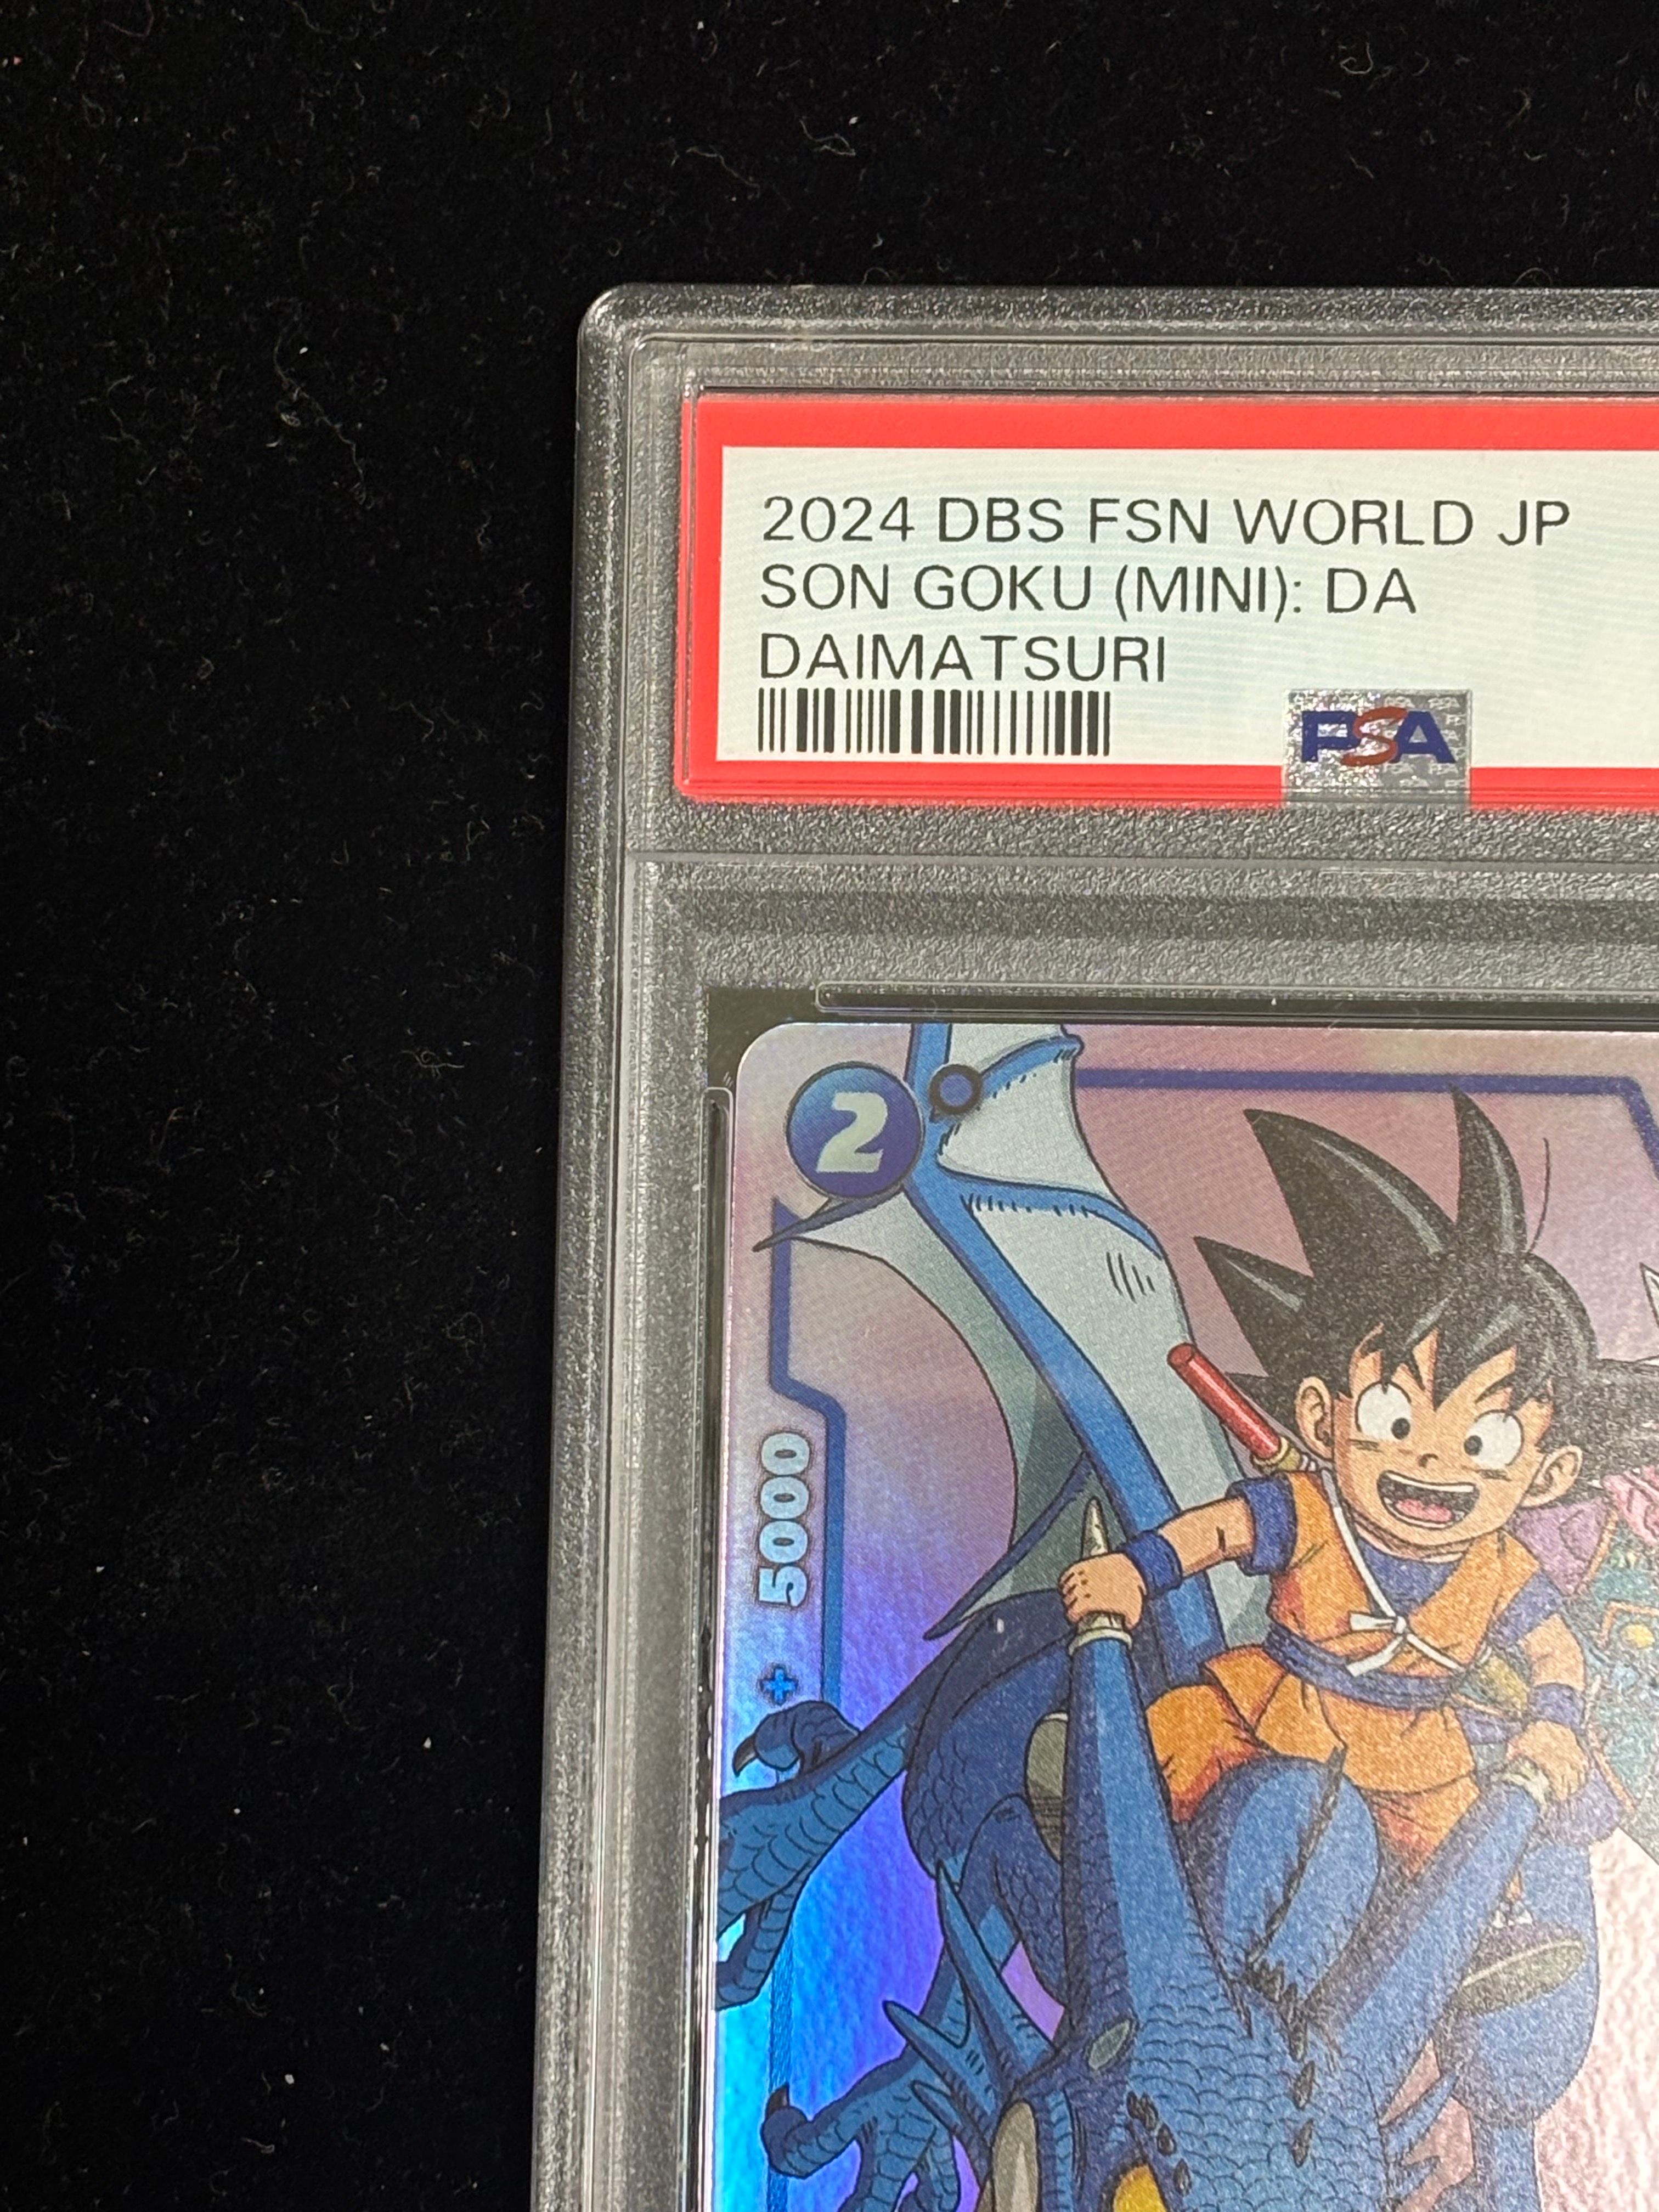 2024 DBS FSN WORLD JP
SON GOKU (MINI): DA
DAIMATSURI
PSA
2
+ 5000